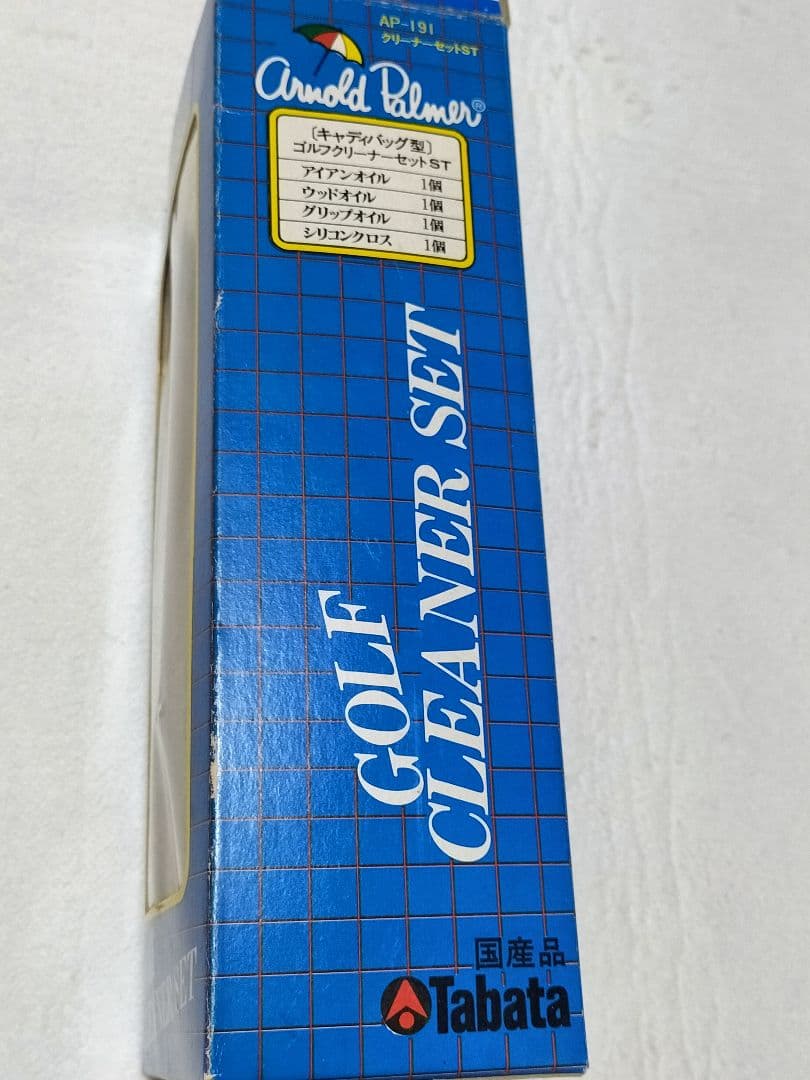 AP-191
クリーナーセットST
Arnold Palmer®
〔キャディバッグ型〕
ゴルフクリーナーセットST
アイアンオイル 1個
ウッドオイル 1個
グリップオイル 1個
シリコンクロス 1個
GOLF
CLEANER SET
国産品
Tabata
SET